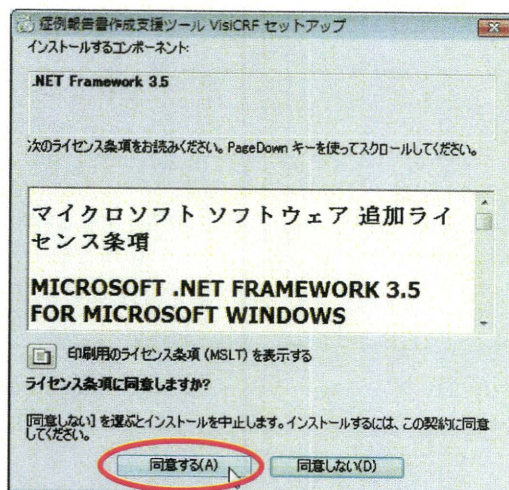 症例報告書作成支援ツール VisiCRF セットアップ
インストールするコンポーネント:
.NET Framework 3.5
次のライセンス条項をお読みください。PageDown キーを使ってスクロールしてください。
マイクロソフト ソフトウェア 追加ライ
センス条項
MICROSOFT .NET FRAMEWORK 3.5
FOR MICROSOFT WINDOWS
印刷用のライセンス条項 (MSLT) を表示する
ライセンス条項に同意しますか?
[同意しない] を選ぶとインストールを中止します。インストールするには、この契約に同意
してください。
同意する(A)
同意しない(D)